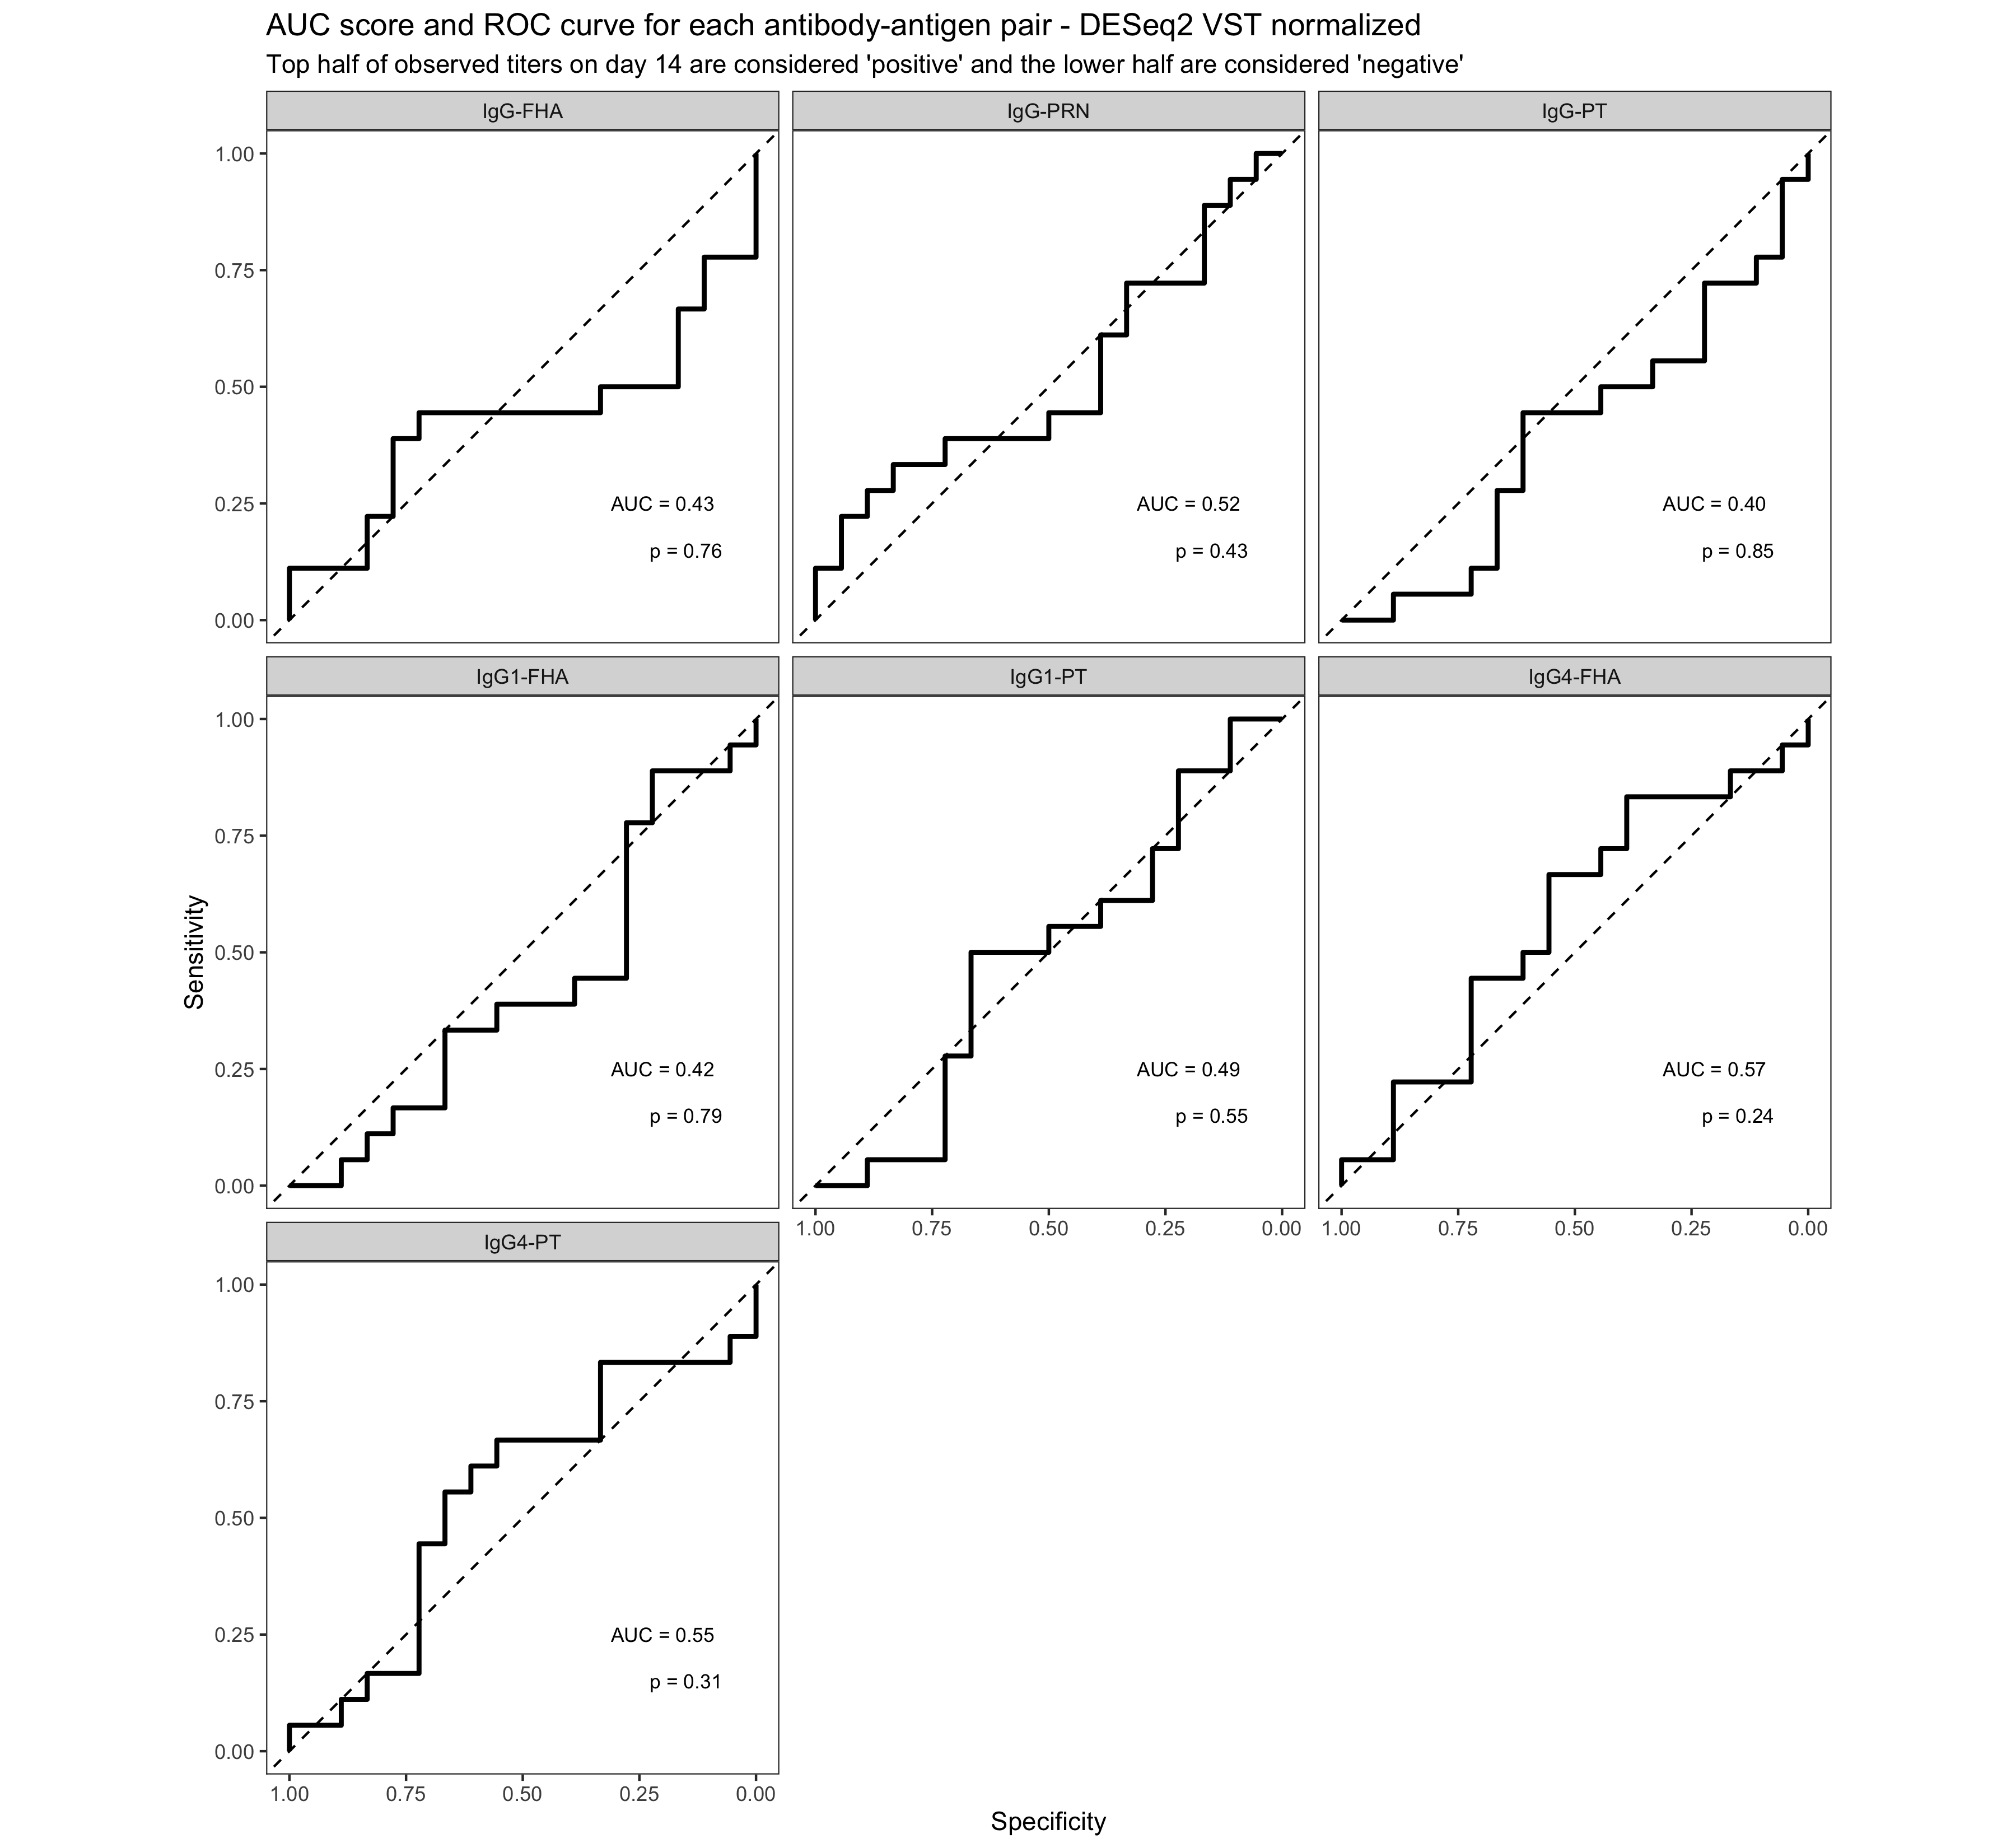 AUC score and ROC curve for each antibody-antigen pair - DESeq2 VST normalized
Top half of observed titers on day 14 are considered 'positive' and the lower half are considered 'negative'
IgG-FHA
IgG-PRN
IgG-PT
1.00
0.75
0.50
0.25
0.00
AUC = 0.43
p = 0.76
AUC = 0.52
p = 0.43
AUC = 0.40
p = 0.85
IgG1-FHA
IgG1-PT
IgG4-FHA
1.00
0.75
0.50
0.25
0.00
AUC = 0.42
p = 0.79
AUC = 0.49
p = 0.55
AUC = 0.57
p = 0.24
Sensitivity
1.00 0.75 0.50 0.25 0.00
1.00 0.75 0.50 0.25 0.00
IgG4-PT
1.00
0.75
0.50
0.25
0.00
AUC = 0.55
p = 0.31
1.00 0.75 0.50 0.25 0.00
Specificity